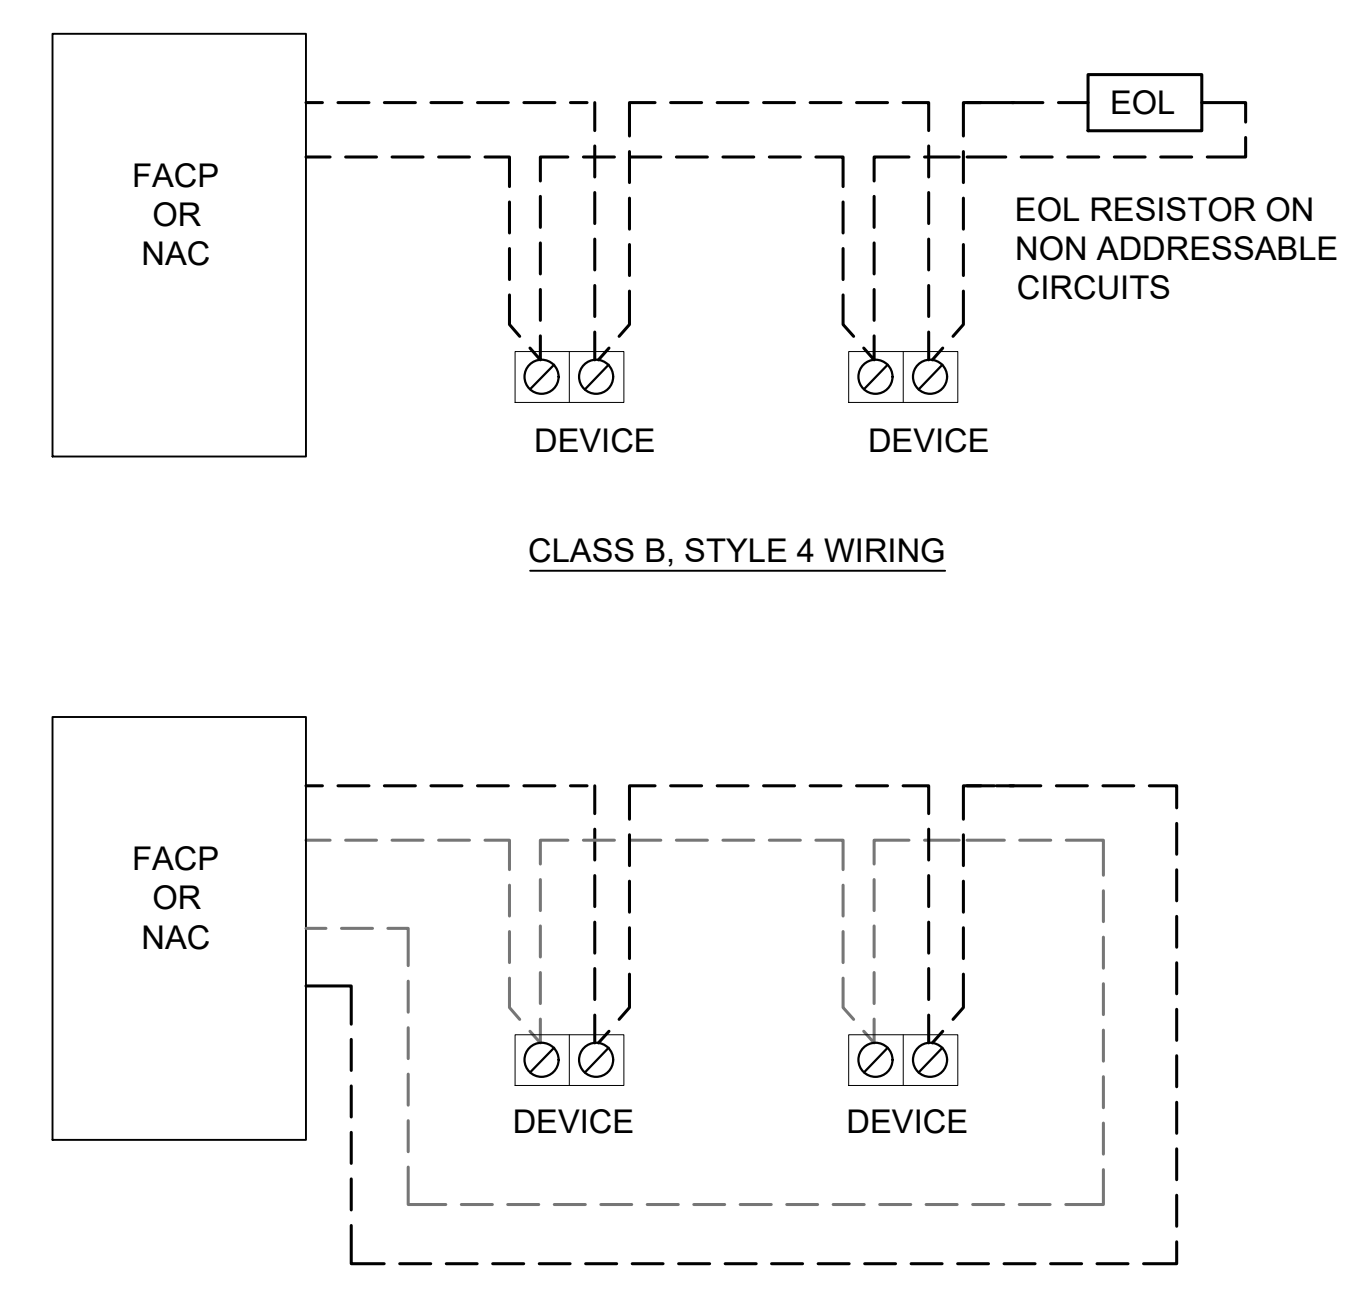 FACP
OR
NAC
EOL
EOL RESISTOR ON
NON ADDRESSABLE
CIRCUITS
DEVICE
DEVICE
CLASS B, STYLE 4 WIRING
FACP
OR
NAC
DEVICE
DEVICE